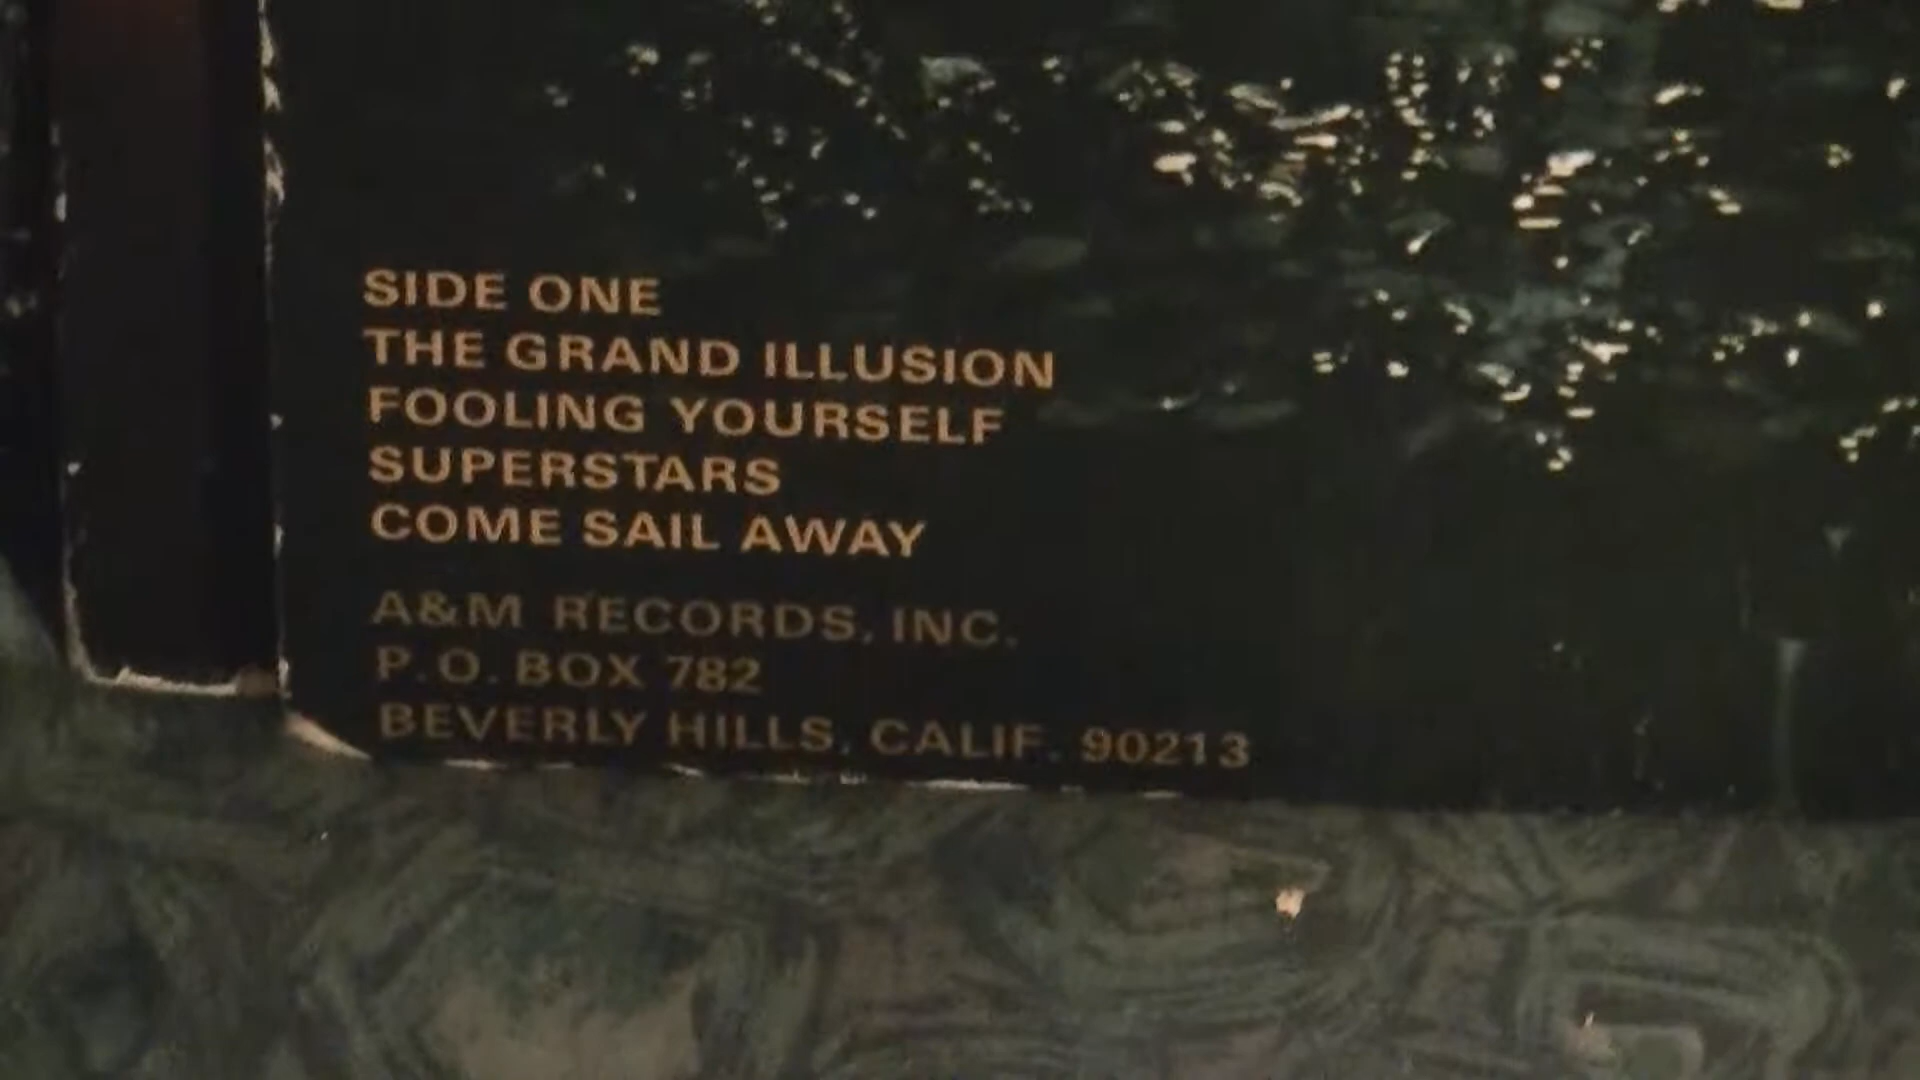 SIDE ONE
THE GRAND ILLUSION
FOOLING YOURSELF
SUPERSTARS
COME SAIL AWAY
A&M RECORDS, INC.
P.O. BOX 782
BEVERLY HILLS, CALIF. 90213